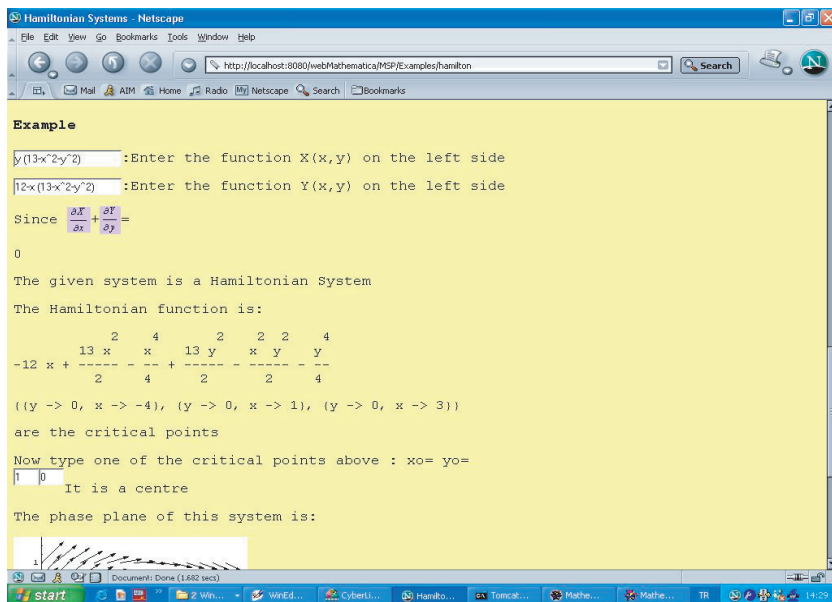 Hamiltonian Systems - Netscape
File Edit View Go Bookmarks Tools Window Help
http://localhost:8080/webMathematica/MSP/Examples/hamilton Search N
Mail AIM Home Radio My Netscape Search Bookmarks
Example
y(13-x^2-y^2) :Enter the function X(x,y) on the left side
12-x(13-x^2-y^2) :Enter the function Y(x,y) on the left side
Since ∂X/∂x + ∂Y/∂y =
0
The given system is a Hamiltonian System
The Hamiltonian function is:
2 4 2 2 2 4
13 x x 13 y x y y
-12 x + ----- - -- + ----- - ----- - --
2 4 2 2 4
((y -> 0, x -> -4), (y -> 0, x -> 1), (y -> 0, x -> 3))
are the critical points
Now type one of the critical points above : xo= yo=
1 0
It is a centre
The phase plane of this system is:
1
Document: Done (1.682 secs)
start 2 Win... WinEd... CyberLi... Hamilto... Tomcat... Mathe... Mathe... TR 14:29